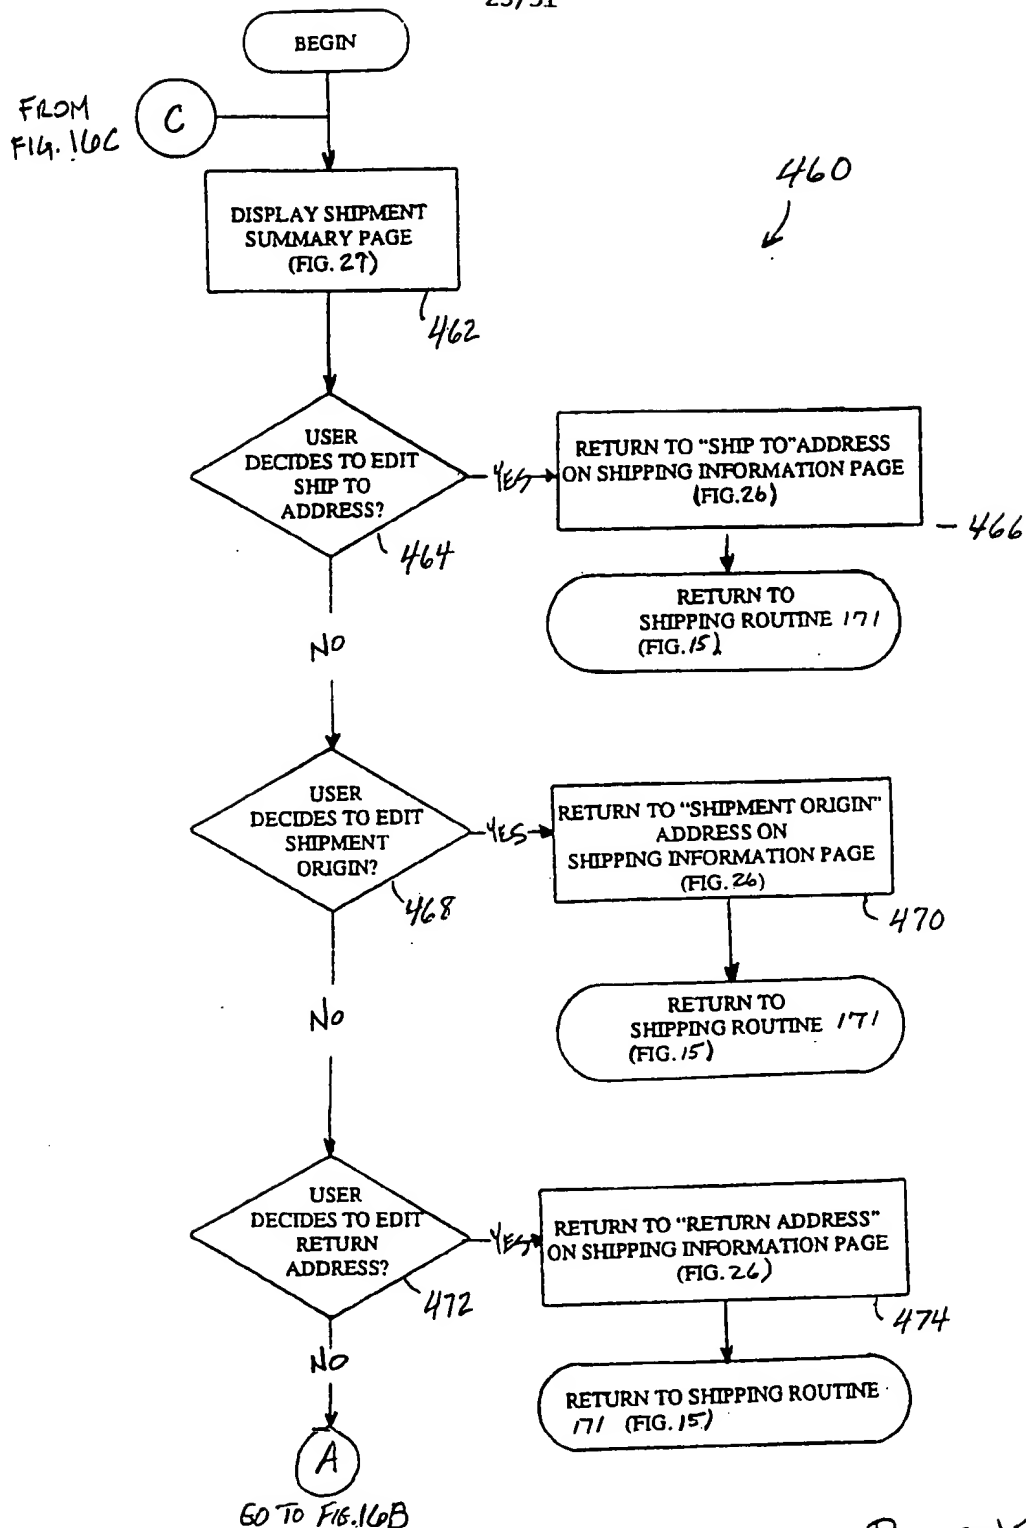 BEGIN
FROM
FIG. 16C
C
460
DISPLAY SHIPMENT
SUMMARY PAGE
(FIG. 27)
462
USER
DECIDES TO EDIT
SHIP TO
ADDRESS?
464
YES
RETURN TO "SHIP TO" ADDRESS
ON SHIPPING INFORMATION PAGE
(FIG.26)
466
RETURN TO
SHIPPING ROUTINE 171
(FIG.15)
NO
USER
DECIDES TO EDIT
SHIPMENT
ORIGIN?
468
YES
RETURN TO "SHIPMENT ORIGIN"
ADDRESS ON
SHIPPING INFORMATION PAGE
(FIG.26)
470
RETURN TO
SHIPPING ROUTINE 171
(FIG.15)
NO
USER
DECIDES TO EDIT
RETURN
ADDRESS?
472
YES
RETURN TO "RETURN ADDRESS"
ON SHIPPING INFORMATION PAGE
(FIG.26)
474
RETURN TO SHIPPING ROUTINE
171 (FIG.15)
NO
A
GO TO FIG.16B